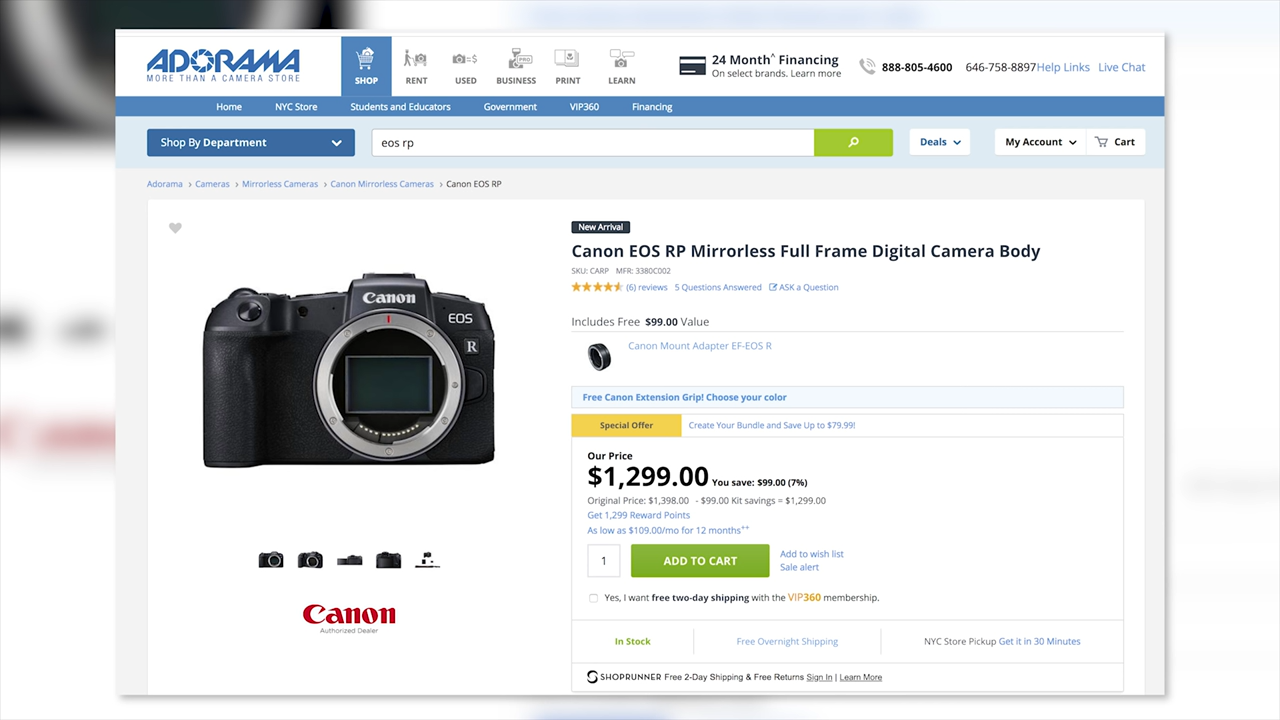 ADORAMA
MORE THAN A CAMERA STORE
SHOP
RENT
USED
BUSINESS
PRINT
LEARN
PRO
24 Month^ Financing
On select brands. Learn more
888-805-4600
646-758-8897
Help Links
Live Chat
Home
NYC Store
Students and Educators
Government
VIP360
Financing
Shop By Department
eos rp
Deals
My Account
Cart
Adorama › Cameras › Mirrorless Cameras › Canon Mirrorless Cameras › Canon EOS RP
New Arrival
Canon EOS RP Mirrorless Full Frame Digital Camera Body
SKU: CARP MFR: 3380C002
(6) reviews 5 Questions Answered ASK a Question
Includes Free $99.00 Value
Canon Mount Adapter EF-EOS R
Free Canon Extension Grip! Choose your color
Special Offer
Create Your Bundle and Save Up to $79.99!
Our Price
$1,299.00 You save: $99.00 (7%)
Original Price: $1,398.00 - $99.00 Kit savings = $1,299.00
Get 1,299 Reward Points
As low as $109.00/mo for 12 months++
1
ADD TO CART
Add to wish list
Sale alert
Yes, I want free two-day shipping with the VIP360 membership.
In Stock
Free Overnight Shipping
NYC Store Pickup Get it in 30 Minutes
SHOPRUNNER Free 2-Day Shipping & Free Returns Sign In | Learn More
Canon
EOS
R
Canon
Authorized Dealer